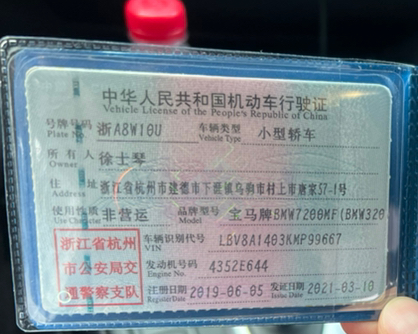 中华人民共和国机动车行驶证
Vehicle License of the People's Republic of China
号牌号码 浙A8W10U 车辆类型 小型轿车
Plate No. Vehicle Type
所有人 徐士琴
Owner
住址 浙江省杭州市建德市下
Address
使用性质 非营运 品牌型号 宝马牌BMW7200MF(BMW320
Use Character Model
浙江省杭州
市公安局交
通警察支队
车辆识别代号 LBV8A1403KMP99667
VIN
发动机号码 4352E644
Engine No.
注册日期 2019-06-05 发证日期 2021-03-10
Register Date Issue Date